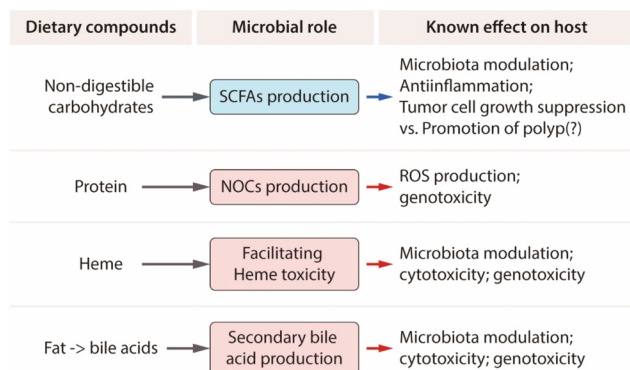 Dietary compounds Microbial role Known effect on host
Non-digestible
carbohydrates
SCFAs production
Microbiota modulation;
Antiinflammation;
Tumor cell growth suppression
vs. Promotion of polyp(?)
Protein
NOCs production
ROS production;
genotoxicity
Heme
Facilitating
Heme toxicity
Microbiota modulation;
cytotoxicity; genotoxicity
Fat -> bile acids
Secondary bile
acid production
Microbiota modulation;
cytotoxicity; genotoxicity